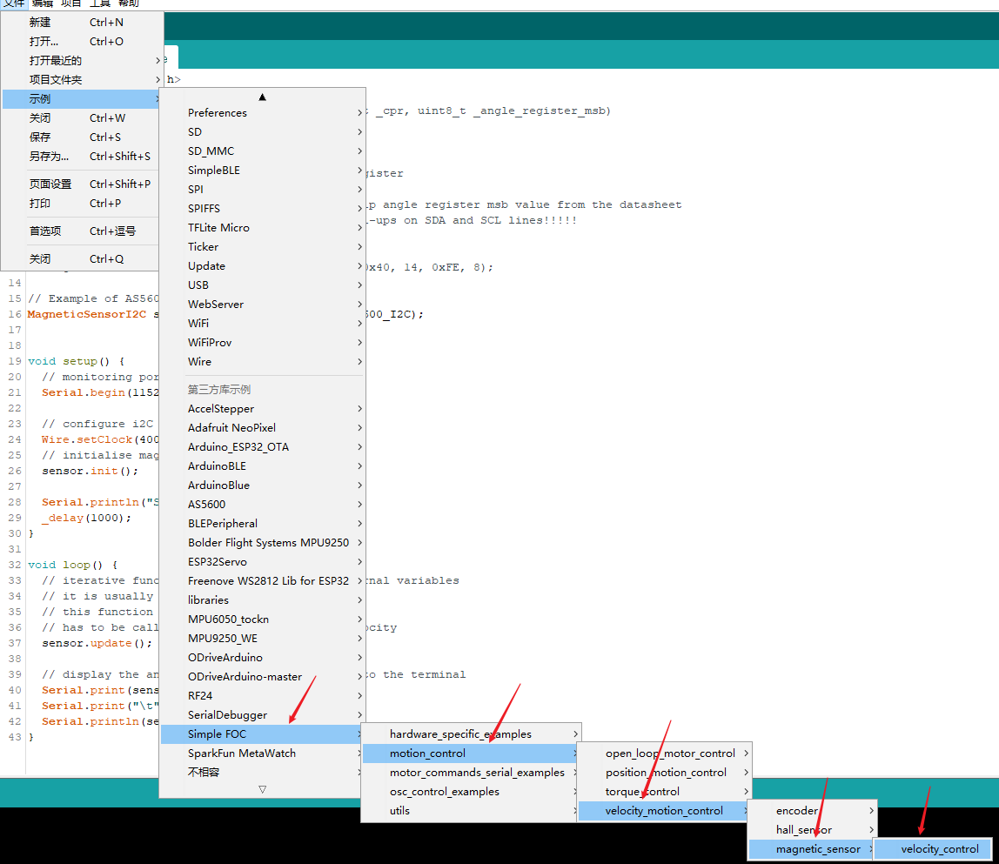 文件 编辑 项目 工具 帮助
新建 Ctrl+N
打开... Ctrl+O
打开最近的
项目文件夹
示例
关闭 Ctrl+W
保存 Ctrl+S
另存为... Ctrl+Shift+S
页面设置 Ctrl+Shift+P
打印 Ctrl+P
首选项 Ctrl+逗号
关闭 Ctrl+Q
h>
_cpr, uint8_t _angle_register_msb)
gister
angle register msb value from the datasheet
-ups on SDA and SCL lines!!!!!
0x40, 14, 0xFE, 8);
14
15 // Example of AS560
16 MagneticSensorI2C s 600_I2C);
17
18
19 void setup() {
20 // monitoring por
21 Serial.begin(1152
22
23 // configure i2C
24 Wire.setClock(400
25 // initialise mag
26 sensor.init();
27
28 Serial.println("S
29 _delay(1000);
30 }
31
32 void loop() {
33 // iterative func rnal variables
34 // it is usually
35 // this function
36 // has to be call ocity
37 sensor.update();
38
39 // display the an to the terminal
40 Serial.print(sens
41 Serial.print("\t"
42 Serial.println(se
43 }
Preferences
SD
SD_MMC
SimpleBLE
SPI
SPIFFS
TFLite Micro
Ticker
Update
USB
WebServer
WiFi
WiFiProv
Wire
第三方库示例
AccelStepper
Adafruit NeoPixel
Arduino_ESP32_OTA
ArduinoBLE
ArduinoBlue
AS5600
BLEPeripheral
Bolder Flight Systems MPU9250
ESP32Servo
Freenove WS2812 Lib for ESP32
libraries
MPU6050_tockn
MPU9250_WE
ODriveArduino
ODriveArduino-master
RF24
SerialDebugger
Simple FOC
SparkFun MetaWatch
不相容
hardware_specific_examples
motion_control
motor_commands_serial_examples
osc_control_examples
utils
open_loop_motor_control
position_motion_control
torque_control
velocity_motion_control
encoder
hall_sensor
magnetic_sensor
velocity_control